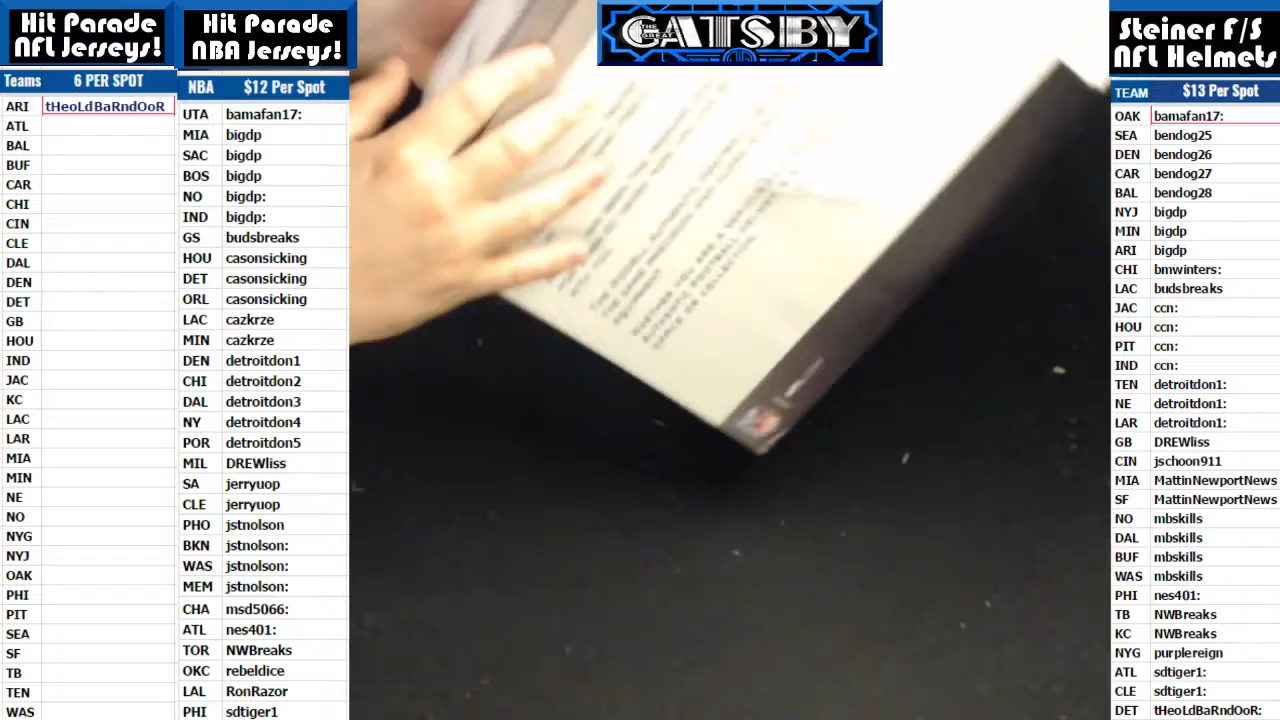 Hit Parade
NFL Jerseys!
Teams 6 PER SPOT
ARI tHeoLdBaRndOoR
ATL
BAL
BUF
CAR
CHI
CIN
CLE
DAL
DEN
DET
GB
HOU
IND
JAC
KC
LAC
LAR
MIA
MIN
NE
NO
NYG
NYJ
OAK
PHI
PIT
SEA
SF
TB
TEN
WAS
Hit Parade
NBA Jerseys!
NBA $12 Per Spot
UTA bamafan17:
MIA bigdp
SAC bigdp
BOS bigdp
NO bigdp:
IND bigdp:
GS budsbreaks
HOU casonsicking
DET casonsicking
ORL casonsicking
LAC cazkrze
MIN cazkrze
DEN detroitdon1
CHI detroitdon2
DAL detroitdon3
NY detroitdon4
POR detroitdon5
MIL DREWliss
SA jerryuop
CLE jerryuop
PHO jstnolson
BKN jstnolson:
WAS jstnolson:
MEM jstnolson:
CHA msd5066:
ATL nes401:
TOR NWBreaks
OKC rebeldice
LAL RonRazor
PHI sdtiger1
THE GREAT
GATSBY
Steiner F/S
NFL Helmets
TEAM $13 Per Spot
OAK bamafan17:
SEA bendog25
DEN bendog26
CAR bendog27
BAL bendog28
NYJ bigdp
MIN bigdp
ARI bigdp
CHI bmwinters:
LAC budsbreaks
JAC ccn:
HOU ccn:
PIT ccn:
IND ccn:
TEN detroitdon1:
NE detroitdon1:
LAR detroitdon1:
GB DREWliss
CIN jschoon911
MIA MattinNewportNews
SF MattinNewportNews
NO mbskills
DAL mbskills
BUF mbskills
WAS mbskills
PHI nes401:
TB NWBreaks
KC NWBreaks
NYG purplereign
ATL sdtiger1:
CLE sdtiger1:
DET tHeoLdBaRndOoR: